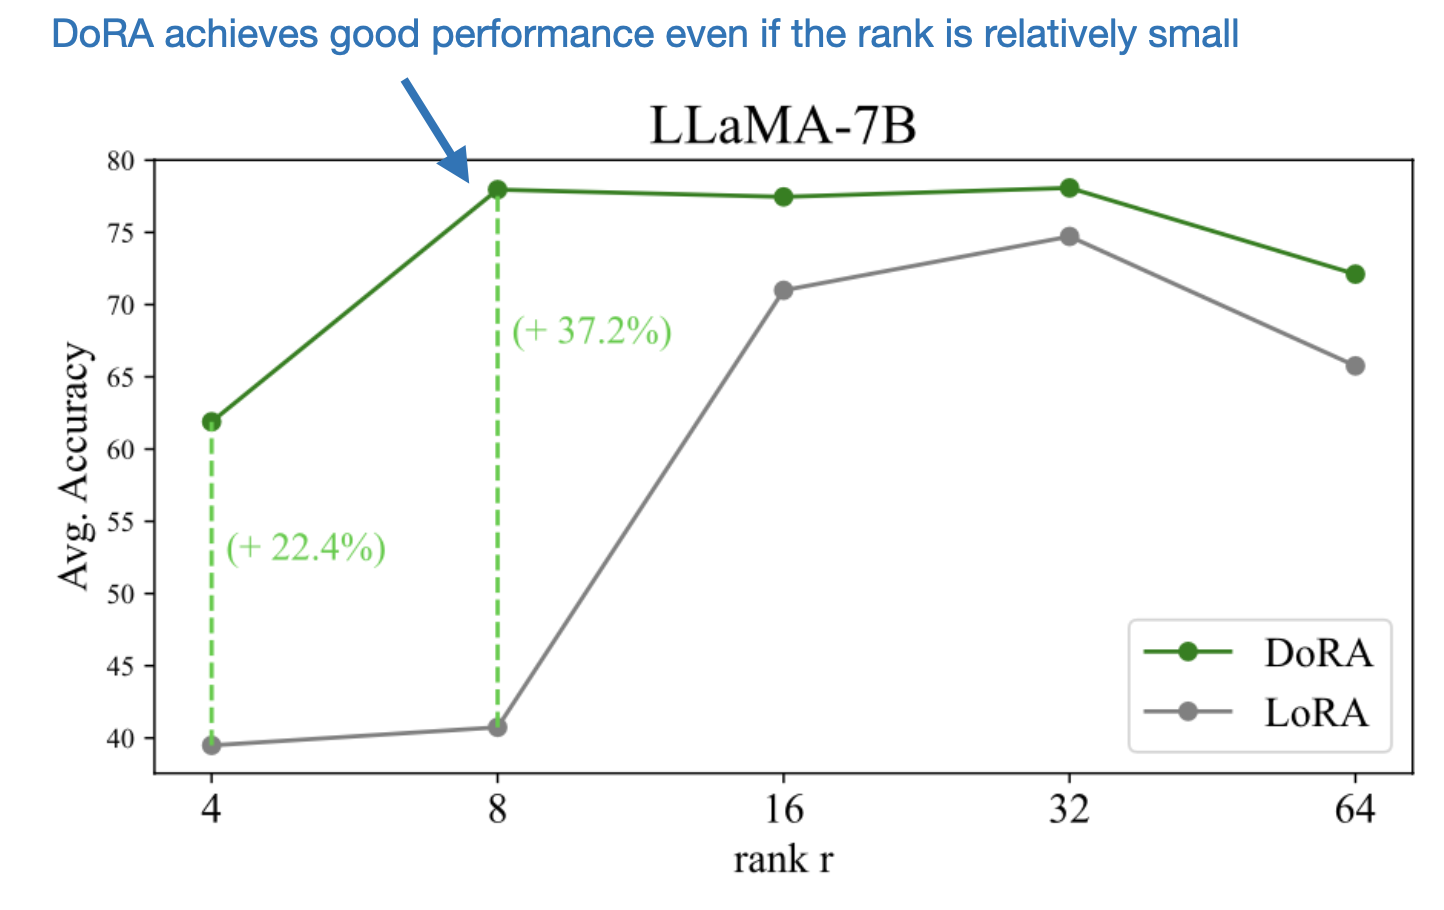 DoRA achieves good performance even if the rank is relatively small
LLaMA-7B
80
75
70
65
60
55
50
45
40
Avg. Accuracy
(+ 37.2%)
(+ 22.4%)
DoRA
LoRA
4 8 16 32 64
rank r